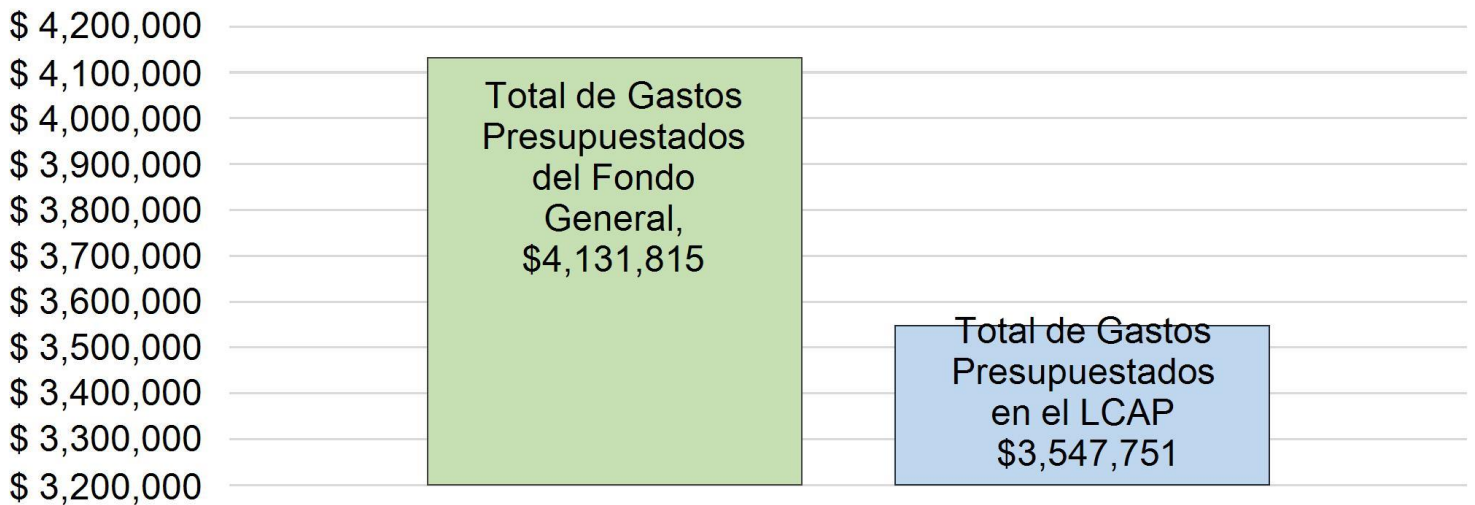 $ 4,200,000
$ 4,100,000
$ 4,000,000
$ 3,900,000
$ 3,800,000
$ 3,700,000
$ 3,600,000
$ 3,500,000
$ 3,400,000
$ 3,300,000
$ 3,200,000
Total de Gastos
Presupuestados
del Fondo
General,
$4,131,815
Total de Gastos
Presupuestados
en el LCAP
$3,547,751